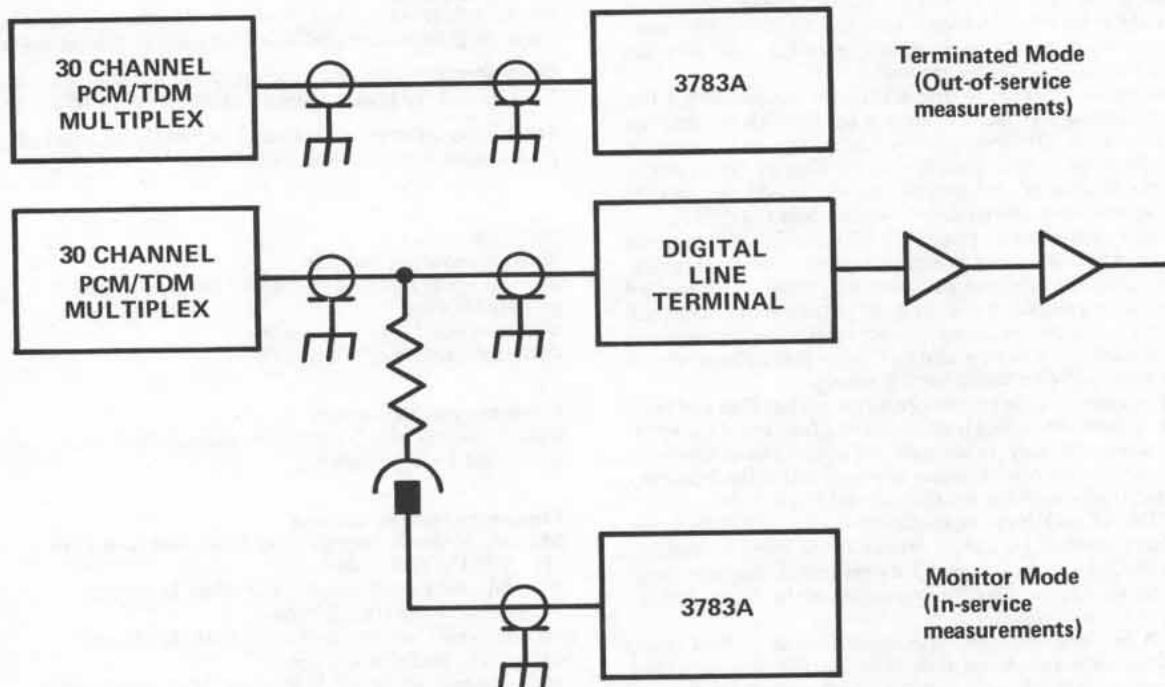 30 CHANNEL
PCM/TDM
MULTIPLEX
3783A
Terminated Mode
(Out-of-service
measurements)
30 CHANNEL
PCM/TDM
MULTIPLEX
DIGITAL
LINE
TERMINAL
3783A
Monitor Mode
(In-service
measurements)